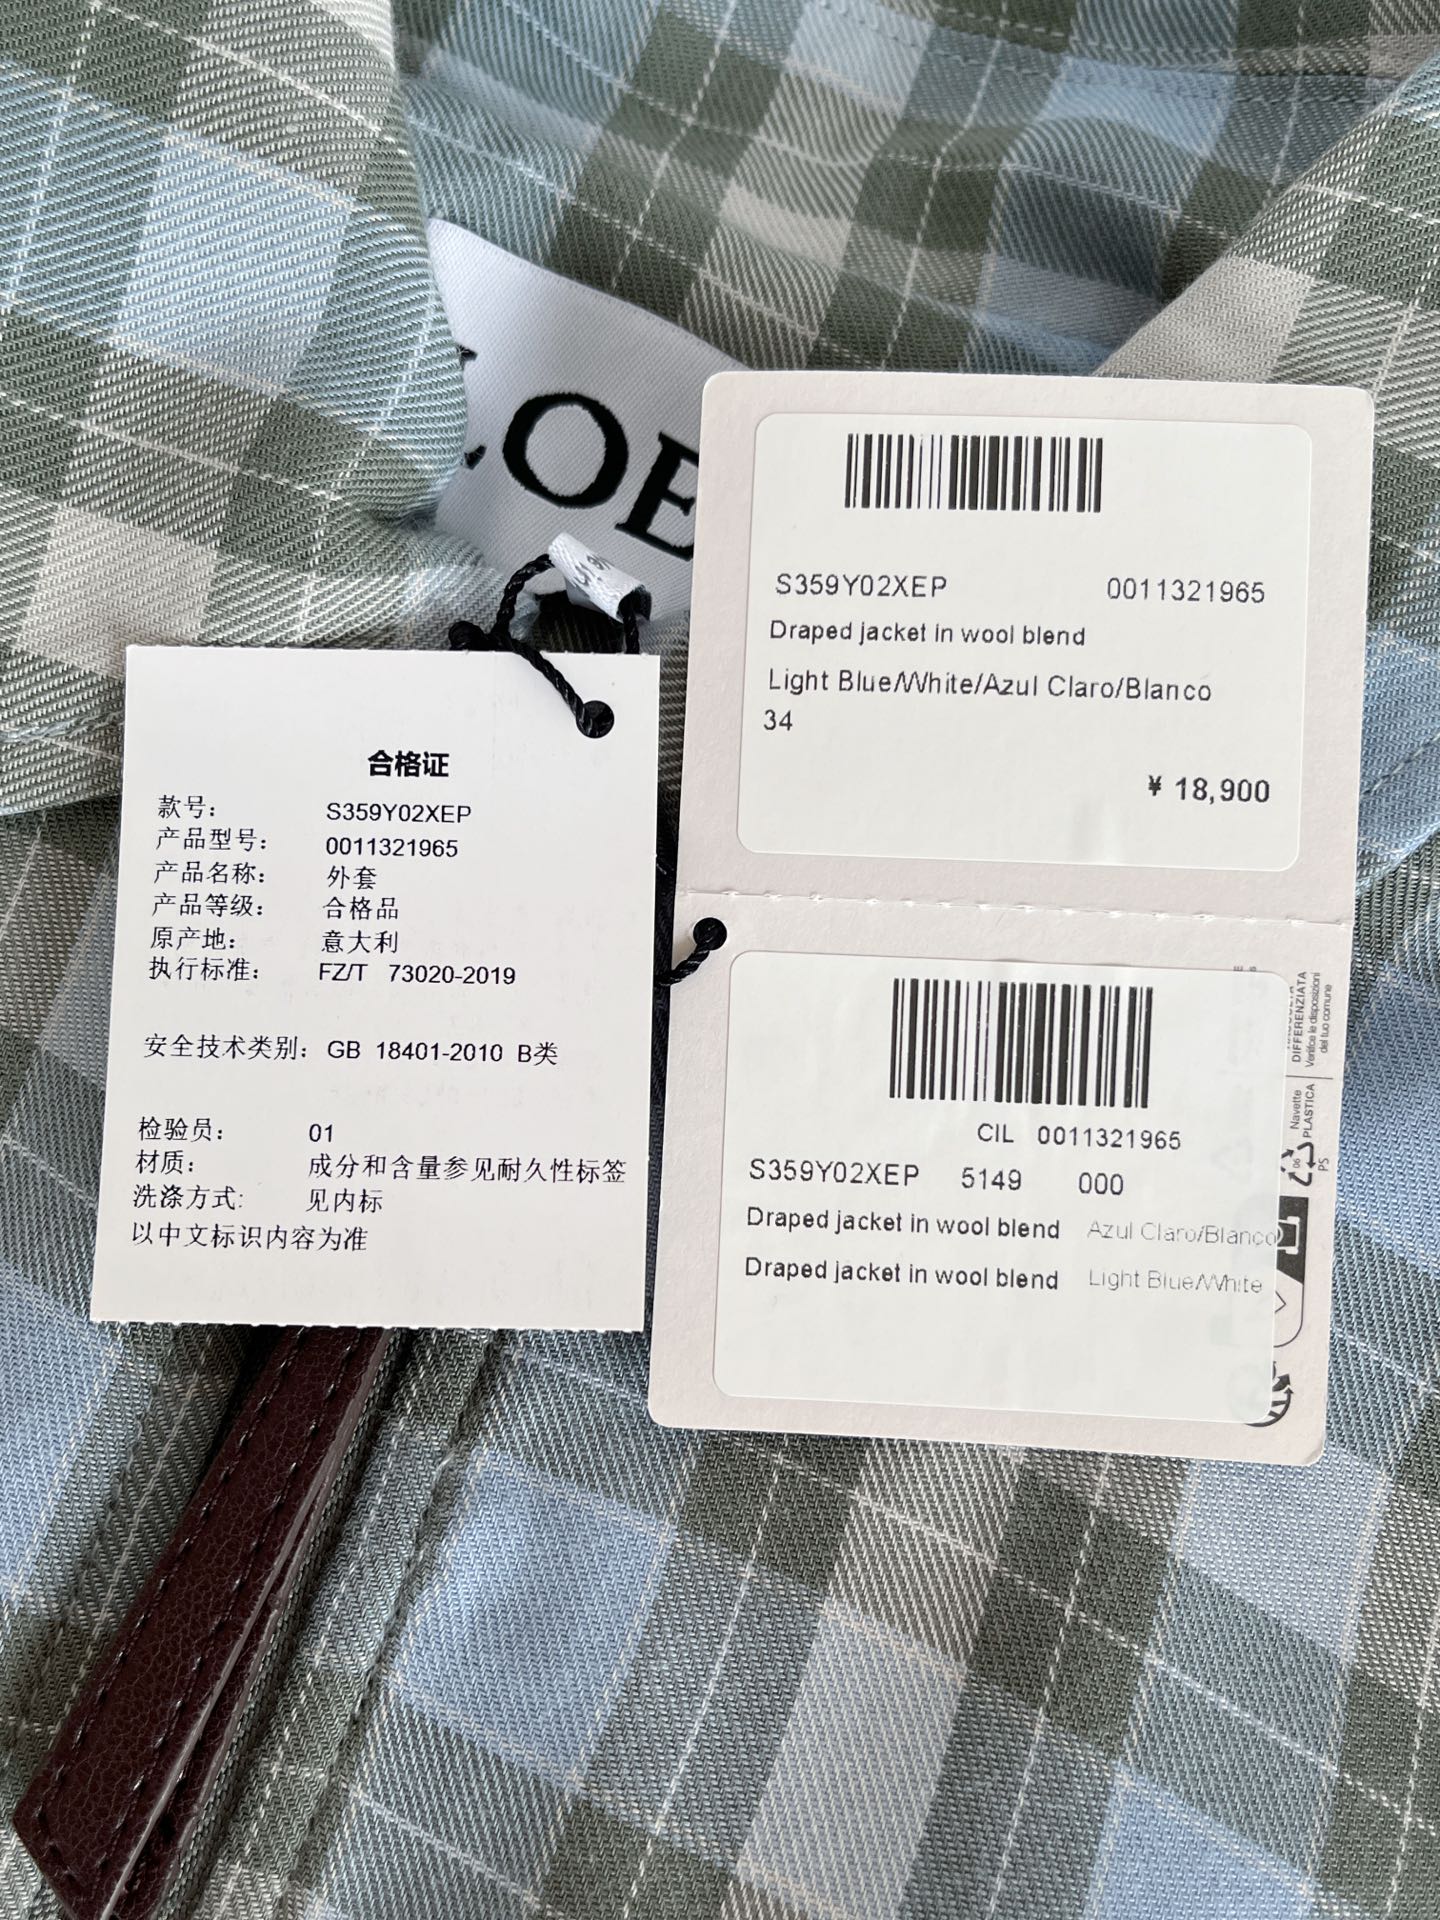 LOE
S359Y02XEP 0011321965
Draped jacket in wool blend
Light Blue/White/Azul Claro/Blanco
34
¥ 18,900
合格证
款号: S359Y02XEP
产品型号: 0011321965
产品名称: 外套
产品等级: 合格品
原产地: 意大利
执行标准: FZ/T 73020-2019
安全技术类别: GB 18401-2010 B类
检验员: 01
材质: 成分和含量参见耐久性标签
洗涤方式: 见内标
以中文标识内容为准
CIL 0011321965
S359Y02XEP 5149 000
Draped jacket in wool blend Azul Claro/Blanco
Draped jacket in wool blend Light Blue/White
DIFFERENZIATA
Verifica le disposizioni
del tuo comune
Navette
PLASTICA
06
PS